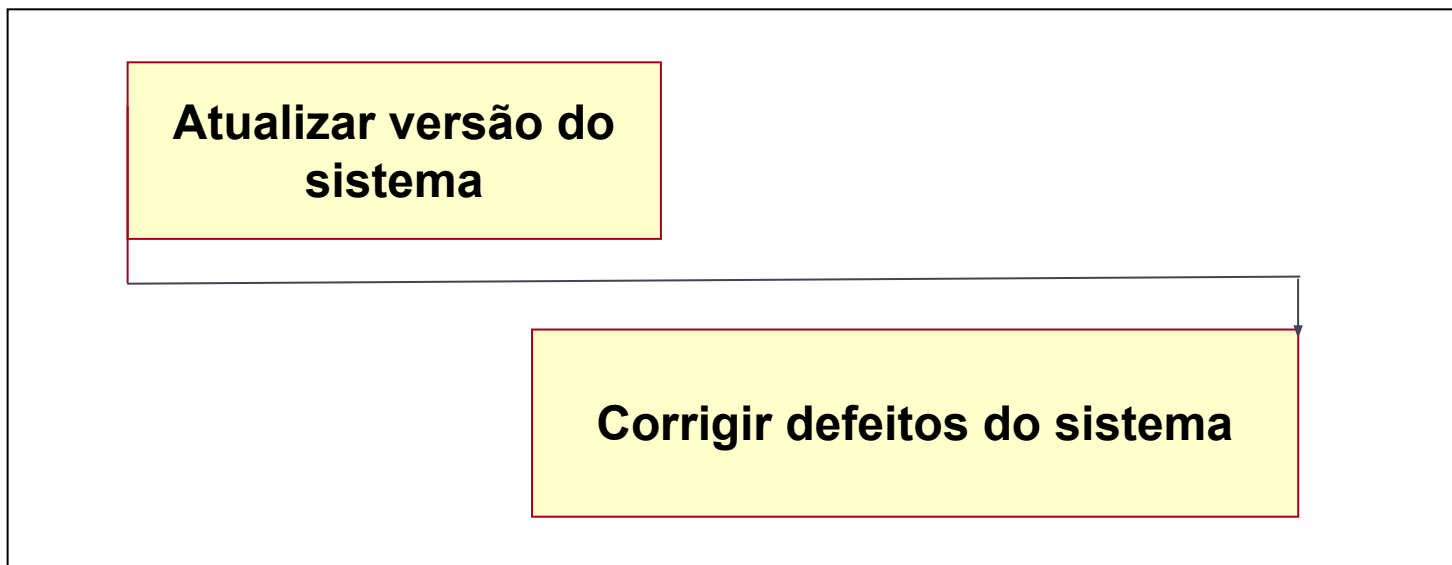 Atualizar versão do
sistema
Corrigir defeitos do sistema